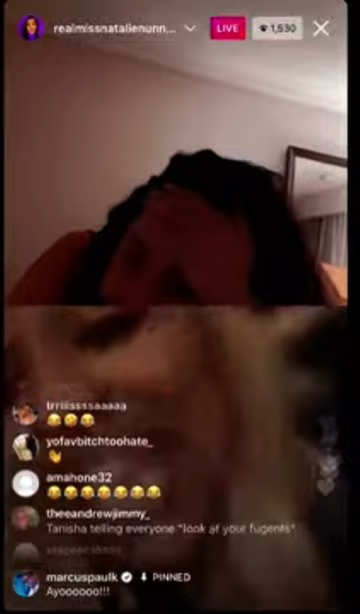 realmissnatalienunn...
LIVE
1,530
trriiissssaaaaa
😂🤣😂
yofavbitchtoohate_
👋
amahone32
😂😂😂😂😂😂😂
theeandrewjimmy_
Tanisha telling everyone "look at your fugents"
marcuspaulk PINNED
Ayoooooo!!!